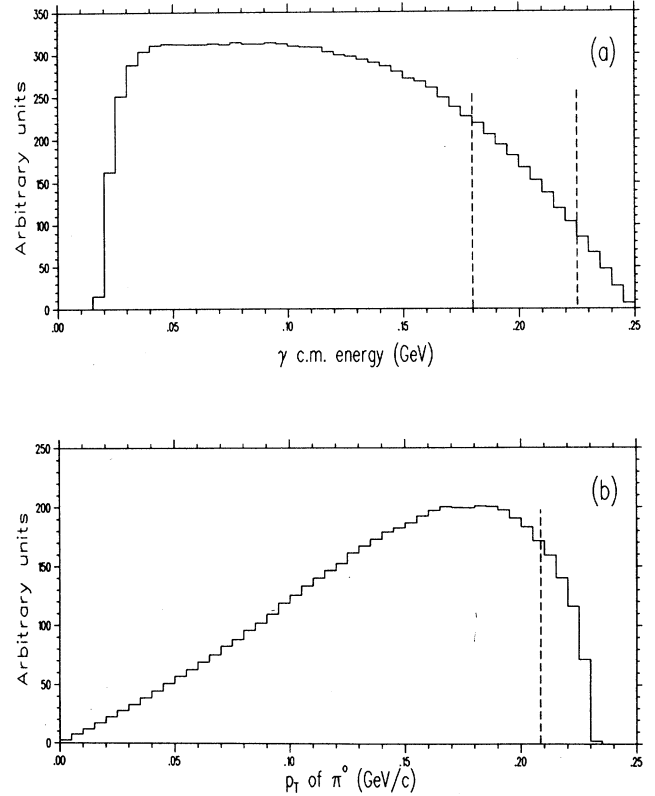 350
300
250
200
150
100
50
0
Arbitrary units
(a)
.00 .05 .10 .15 .20 .25
γ c.m. energy (GeV)
250
200
150
100
50
0
Arbitrary units
(b)
.00 .05 .10 .15 .20 .25
p_T of π⁰ (GeV/c)